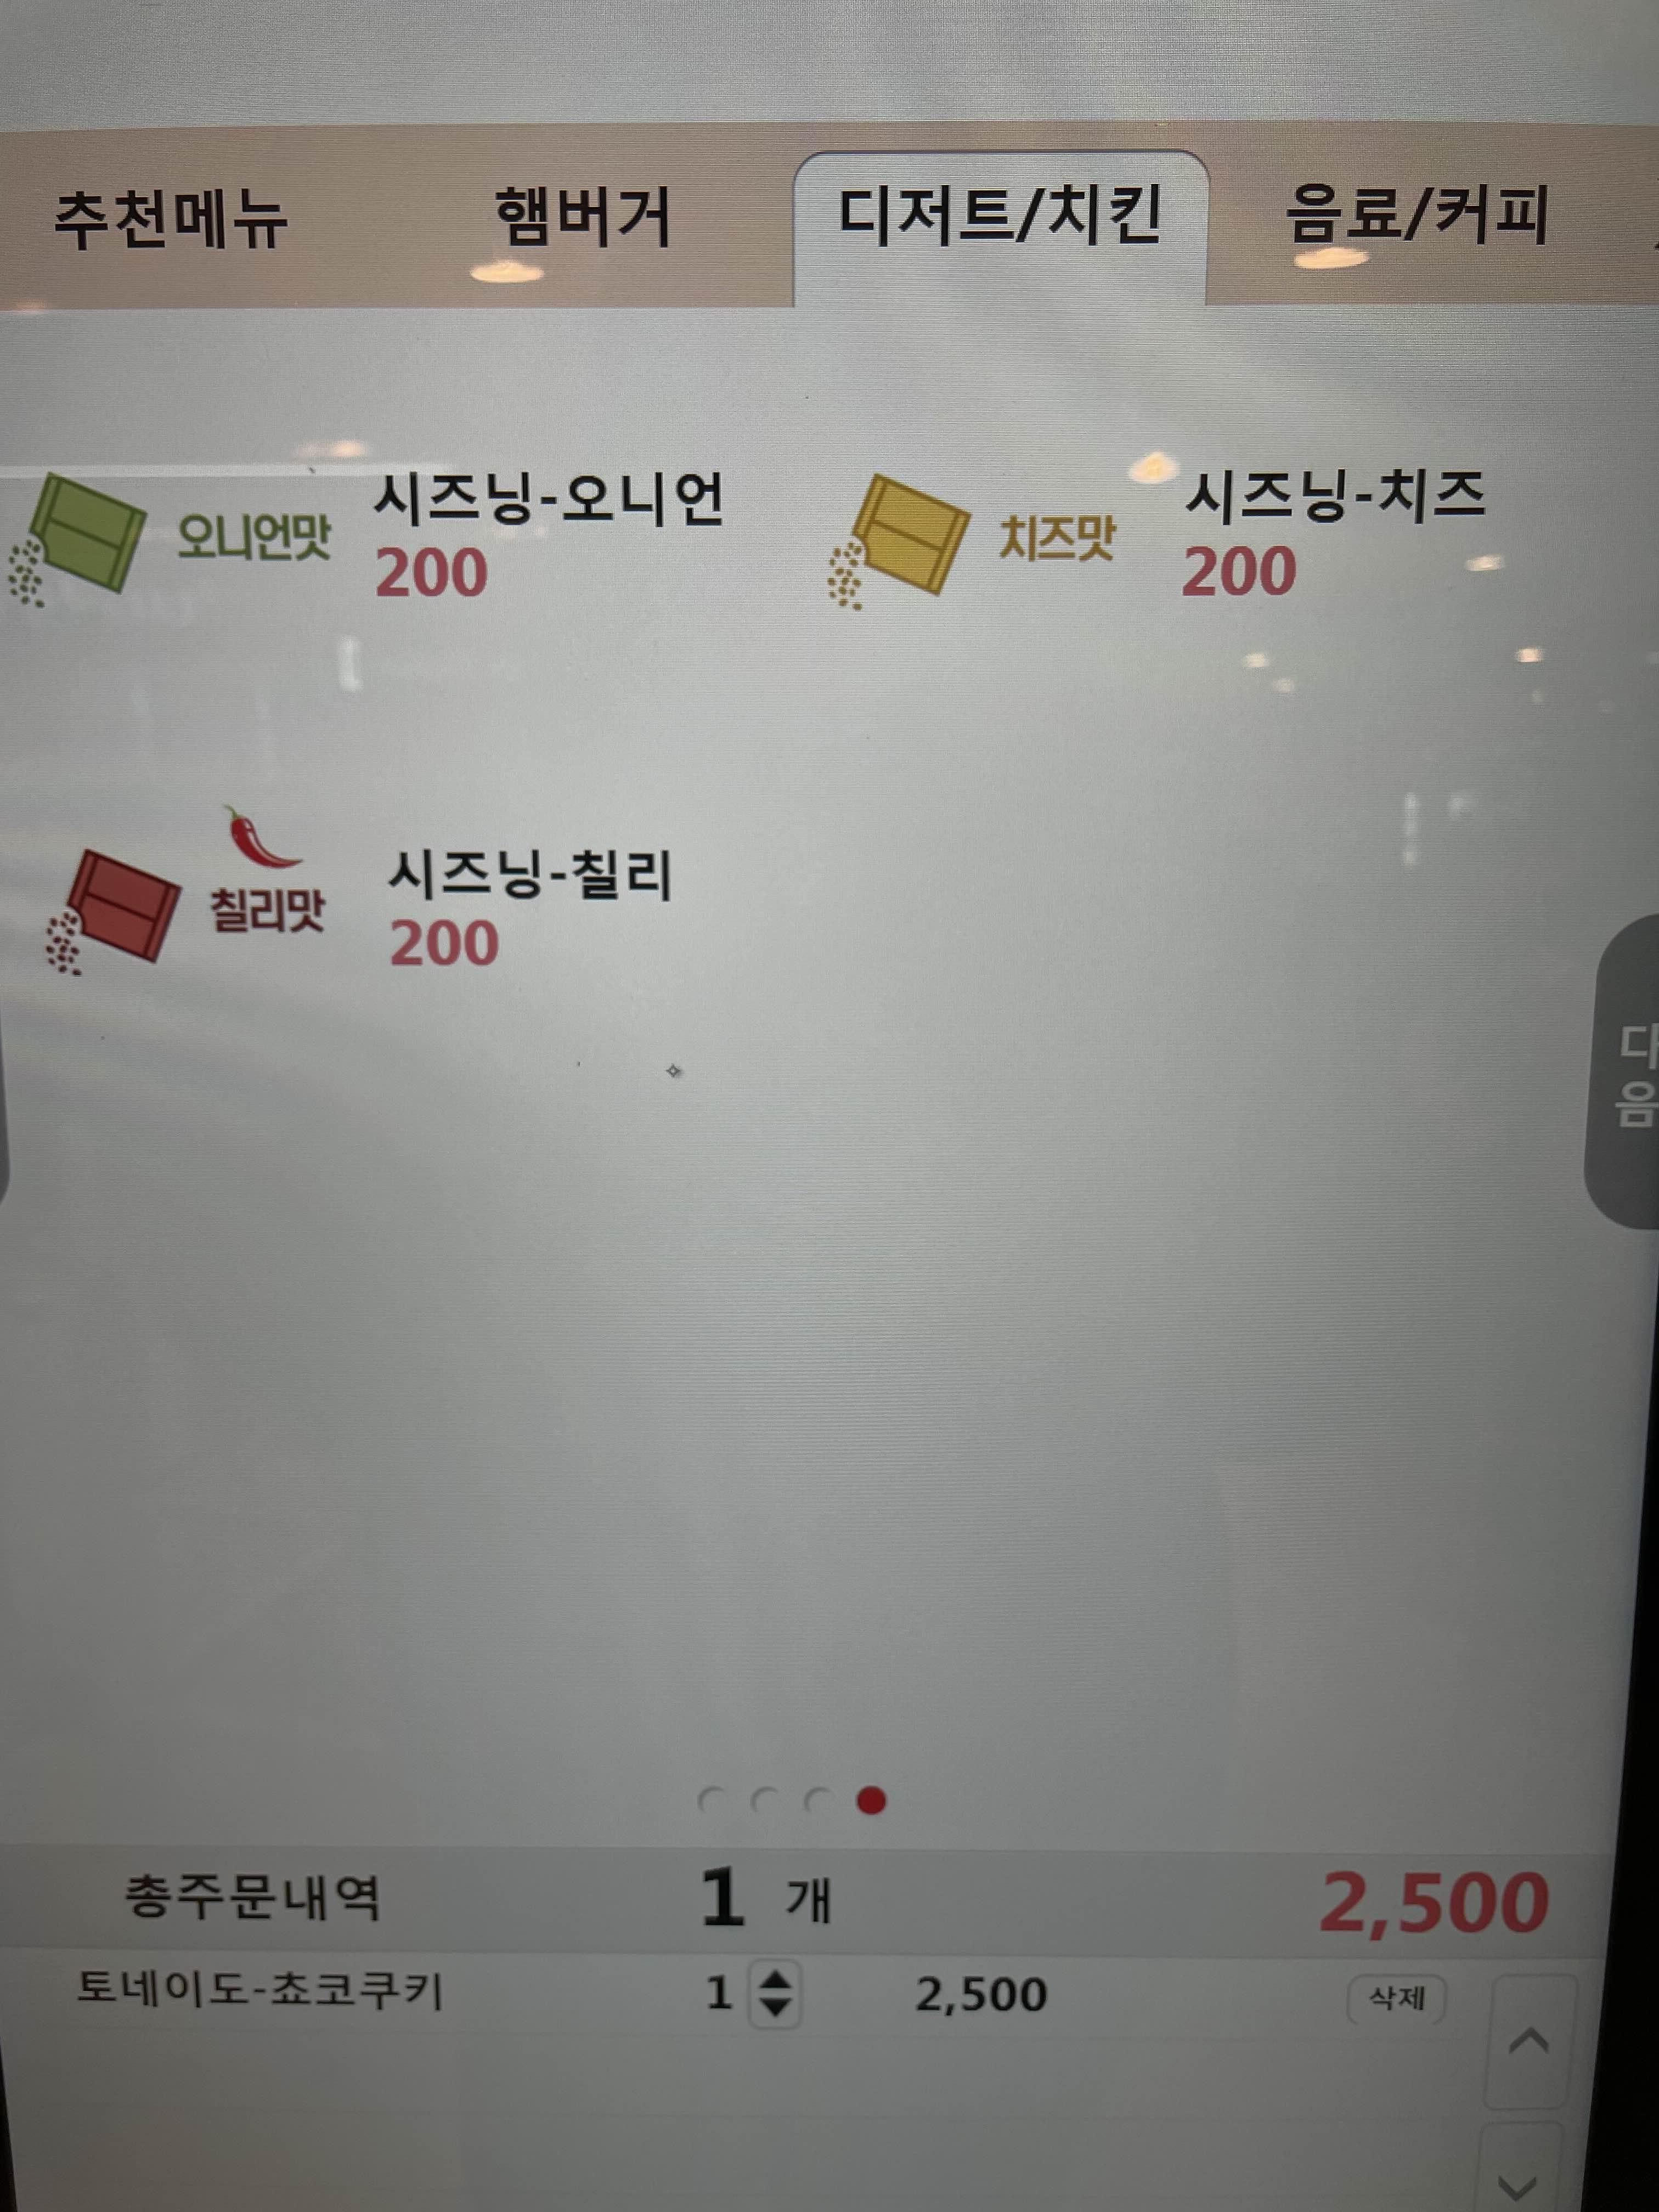 추천메뉴 햄버거 디저트/치킨 음료/커피
오니언맛 시즈닝-오니언
200
치즈맛 시즈닝-치즈
200
칠리맛 시즈닝-칠리
200
다
음
총주문내역 1 개 2,500
토네이도-쵸코쿠키 1 2,500 삭제